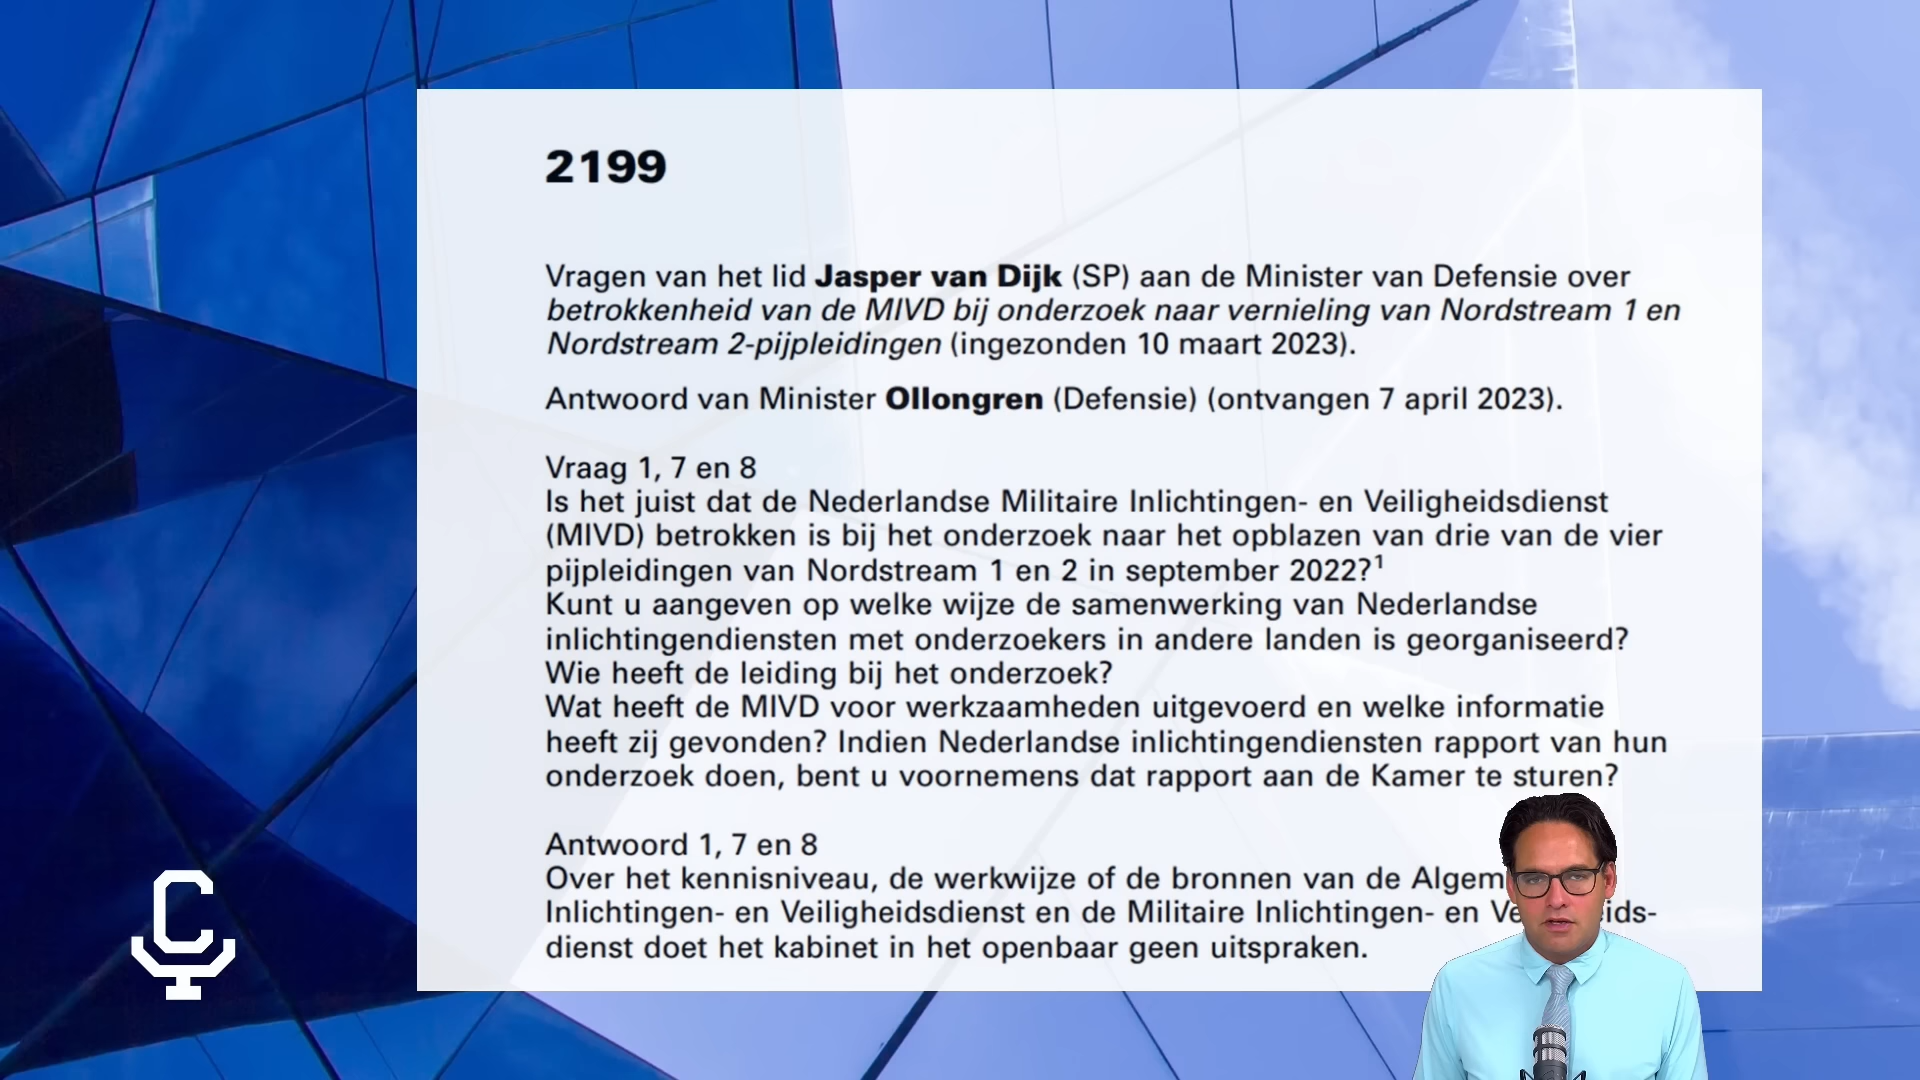 2199
Vragen van het lid Jasper van Dijk (SP) aan de Minister van Defensie over
betrokkenheid van de MIVD bij onderzoek naar vernieling van Nordstream 1 en
Nordstream 2-pijpleidingen (ingezonden 10 maart 2023).
Antwoord van Minister Ollongren (Defensie) (ontvangen 7 april 2023).
Vraag 1, 7 en 8
Is het juist dat de Nederlandse Militaire Inlichtingen- en Veiligheidsdienst
(MIVD) betrokken is bij het onderzoek naar het opblazen van drie van de vier
pijpleidingen van Nordstream 1 en 2 in september 2022?¹
Kunt u aangeven op welke wijze de samenwerking van Nederlandse
inlichtingendiensten met onderzoekers in andere landen is georganiseerd?
Wie heeft de leiding bij het onderzoek?
Wat heeft de MIVD voor werkzaamheden uitgevoerd en welke informatie
heeft zij gevonden? Indien Nederlandse inlichtingendiensten rapport van hun
onderzoek doen, bent u voornemens dat rapport aan de Kamer te sturen?
Antwoord 1, 7 en 8
Over het kennisniveau, de werkwijze of de bronnen van de Algem
Inlichtingen- en Veiligheidsdienst en de Militaire Inlichtingen- en Ve ids-
dienst doet het kabinet in het openbaar geen uitspraken.